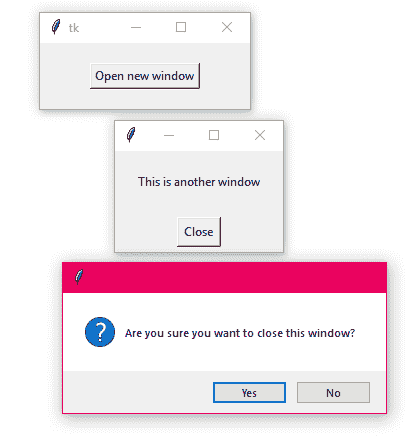 tk
Open new window
This is another window
Close
Are you sure you want to close this window?
Yes No